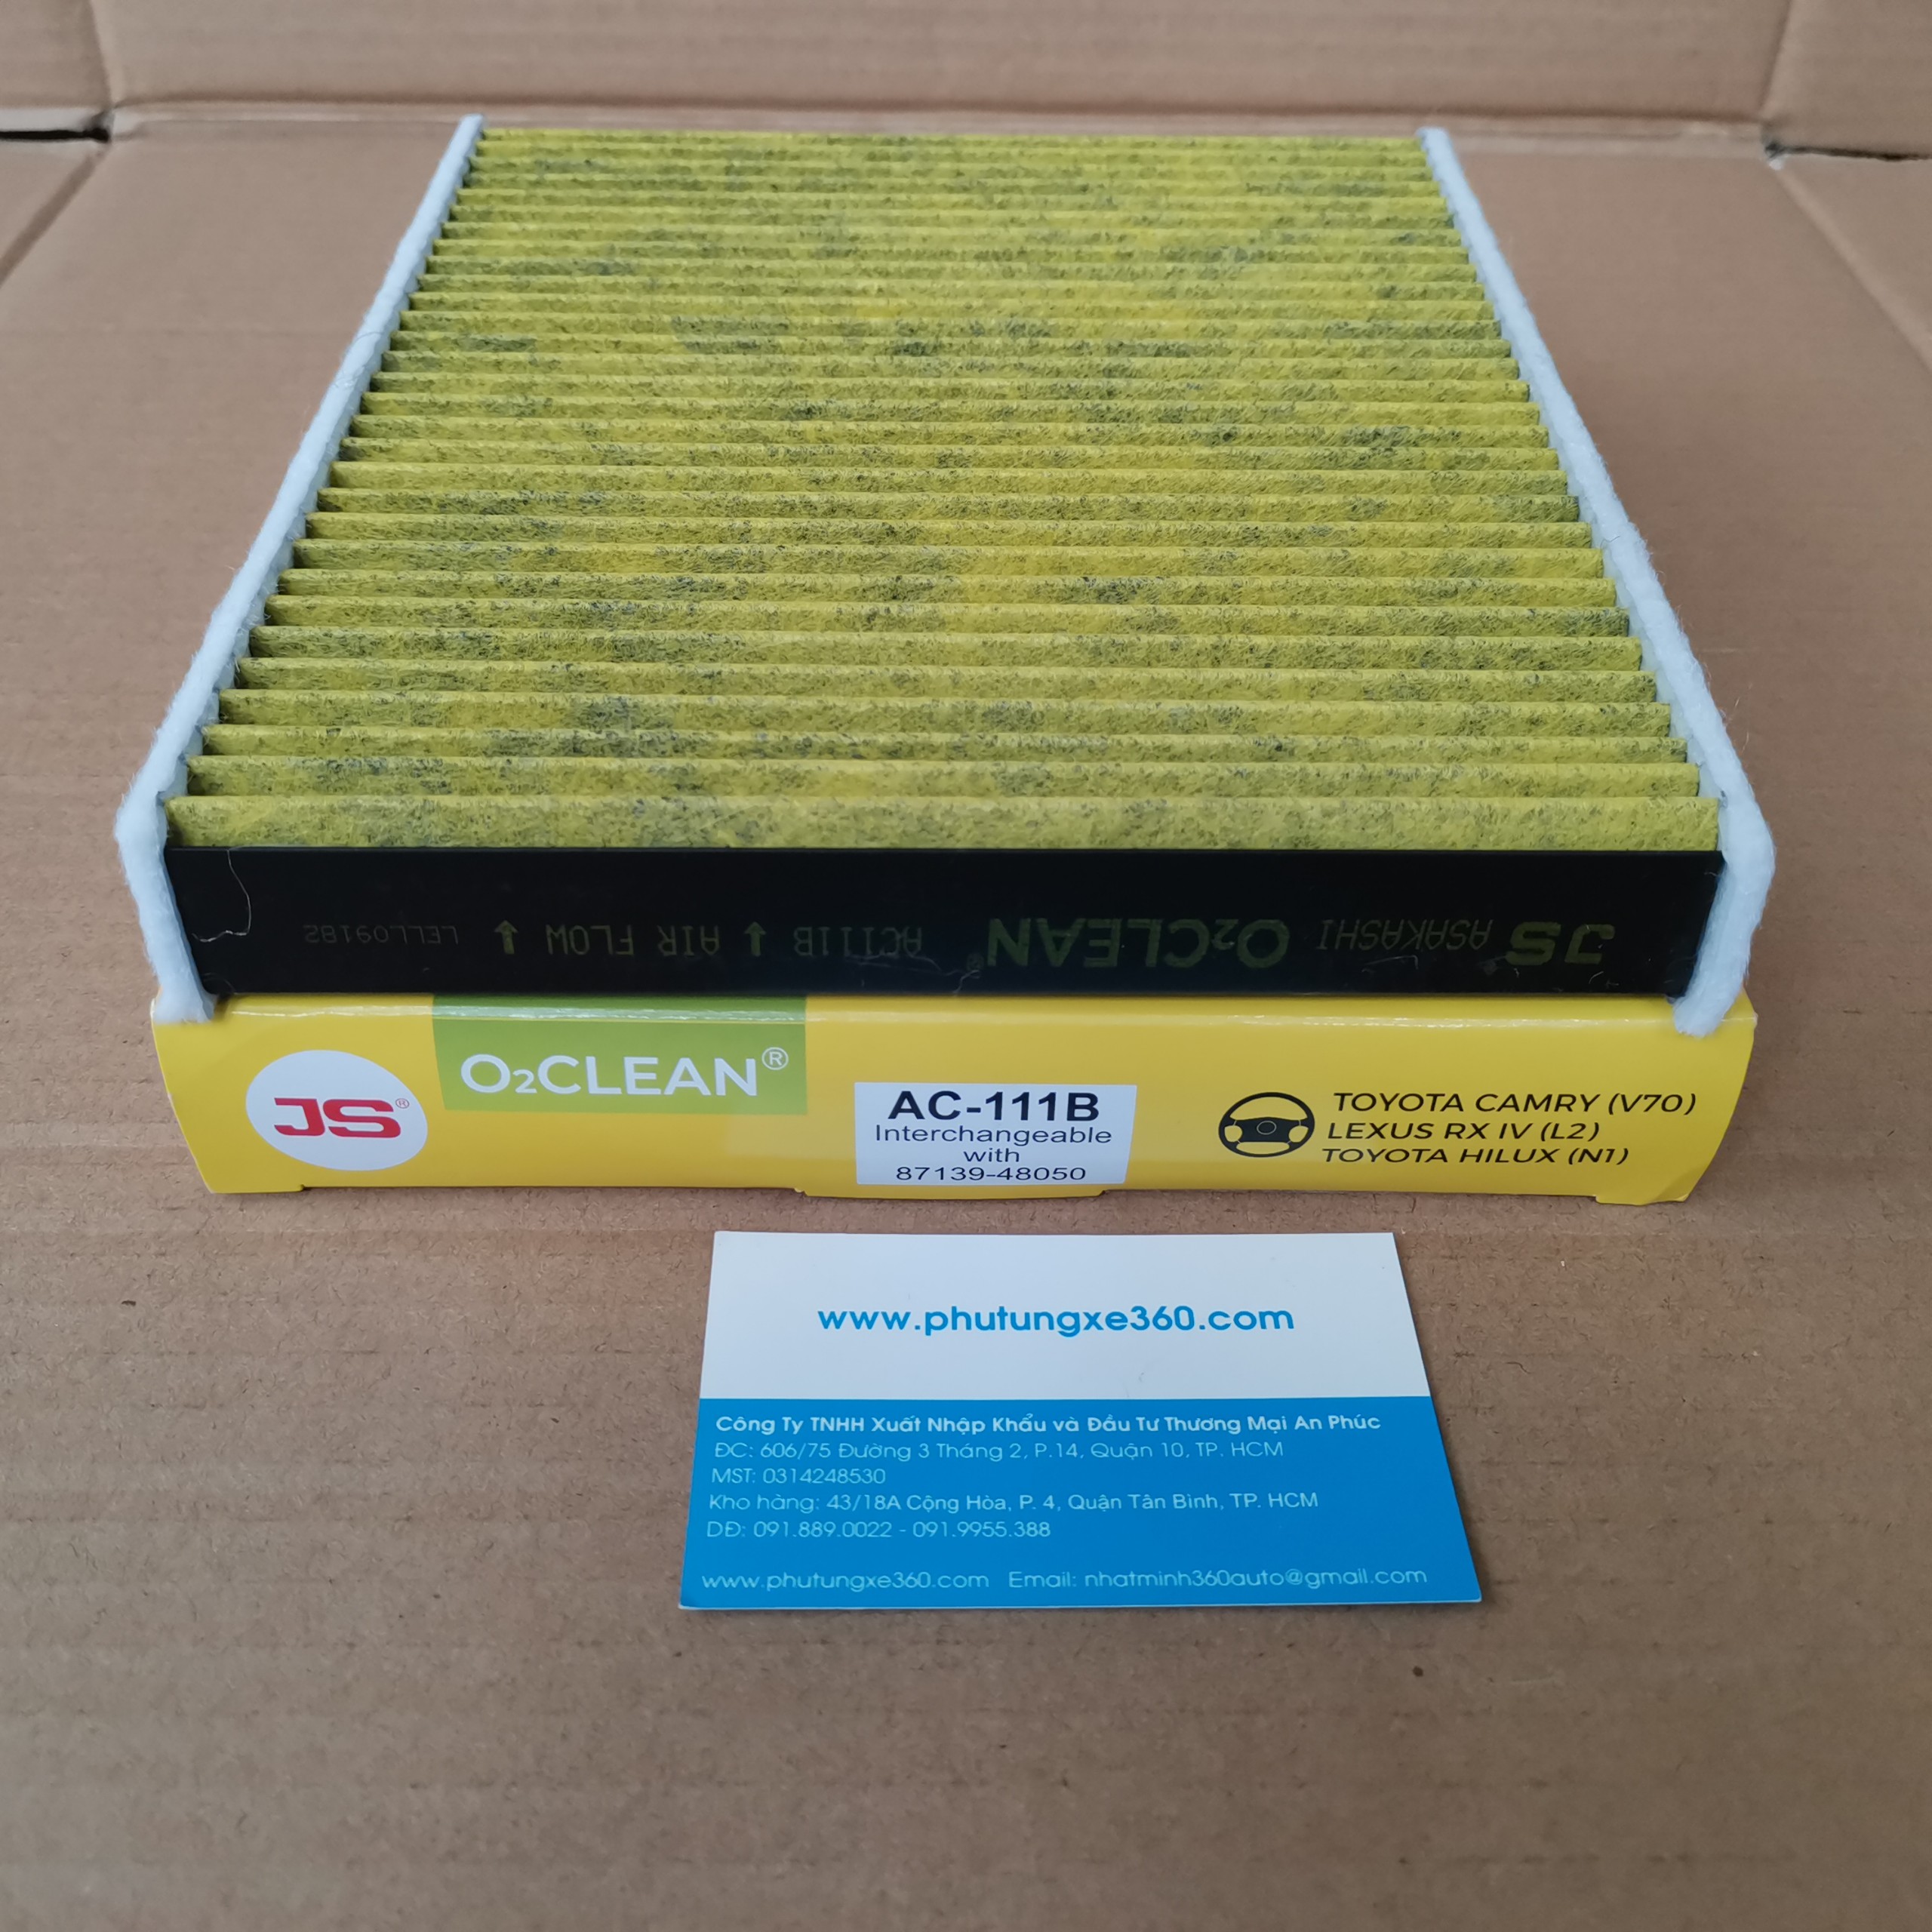 JS ASAKASHI O2CLEAN® AC111B ↑ AIR FLOW ↑
JS®
O2CLEAN®
AC-111B
Interchangeable
with
87139-48050
TOYOTA CAMRY (V70)
LEXUS RX IV (L2)
TOYOTA HILUX (N1)
www.phutungxe360.com
Công Ty TNHH Xuất Nhập Khẩu và Đầu Tư Thương Mại An Phúc
ĐC: 606/75 Đường 3 Tháng 2, P.14, Quận 10, TP. HCM
MST: 0314248530
Kho hàng: 43/18A Cộng Hòa, P. 4, Quận Tân Bình, TP. HCM
DĐ: 091.889.0022 - 091.9955.388
www.phutungxe360.com Email: nhatminh360auto@gmail.com